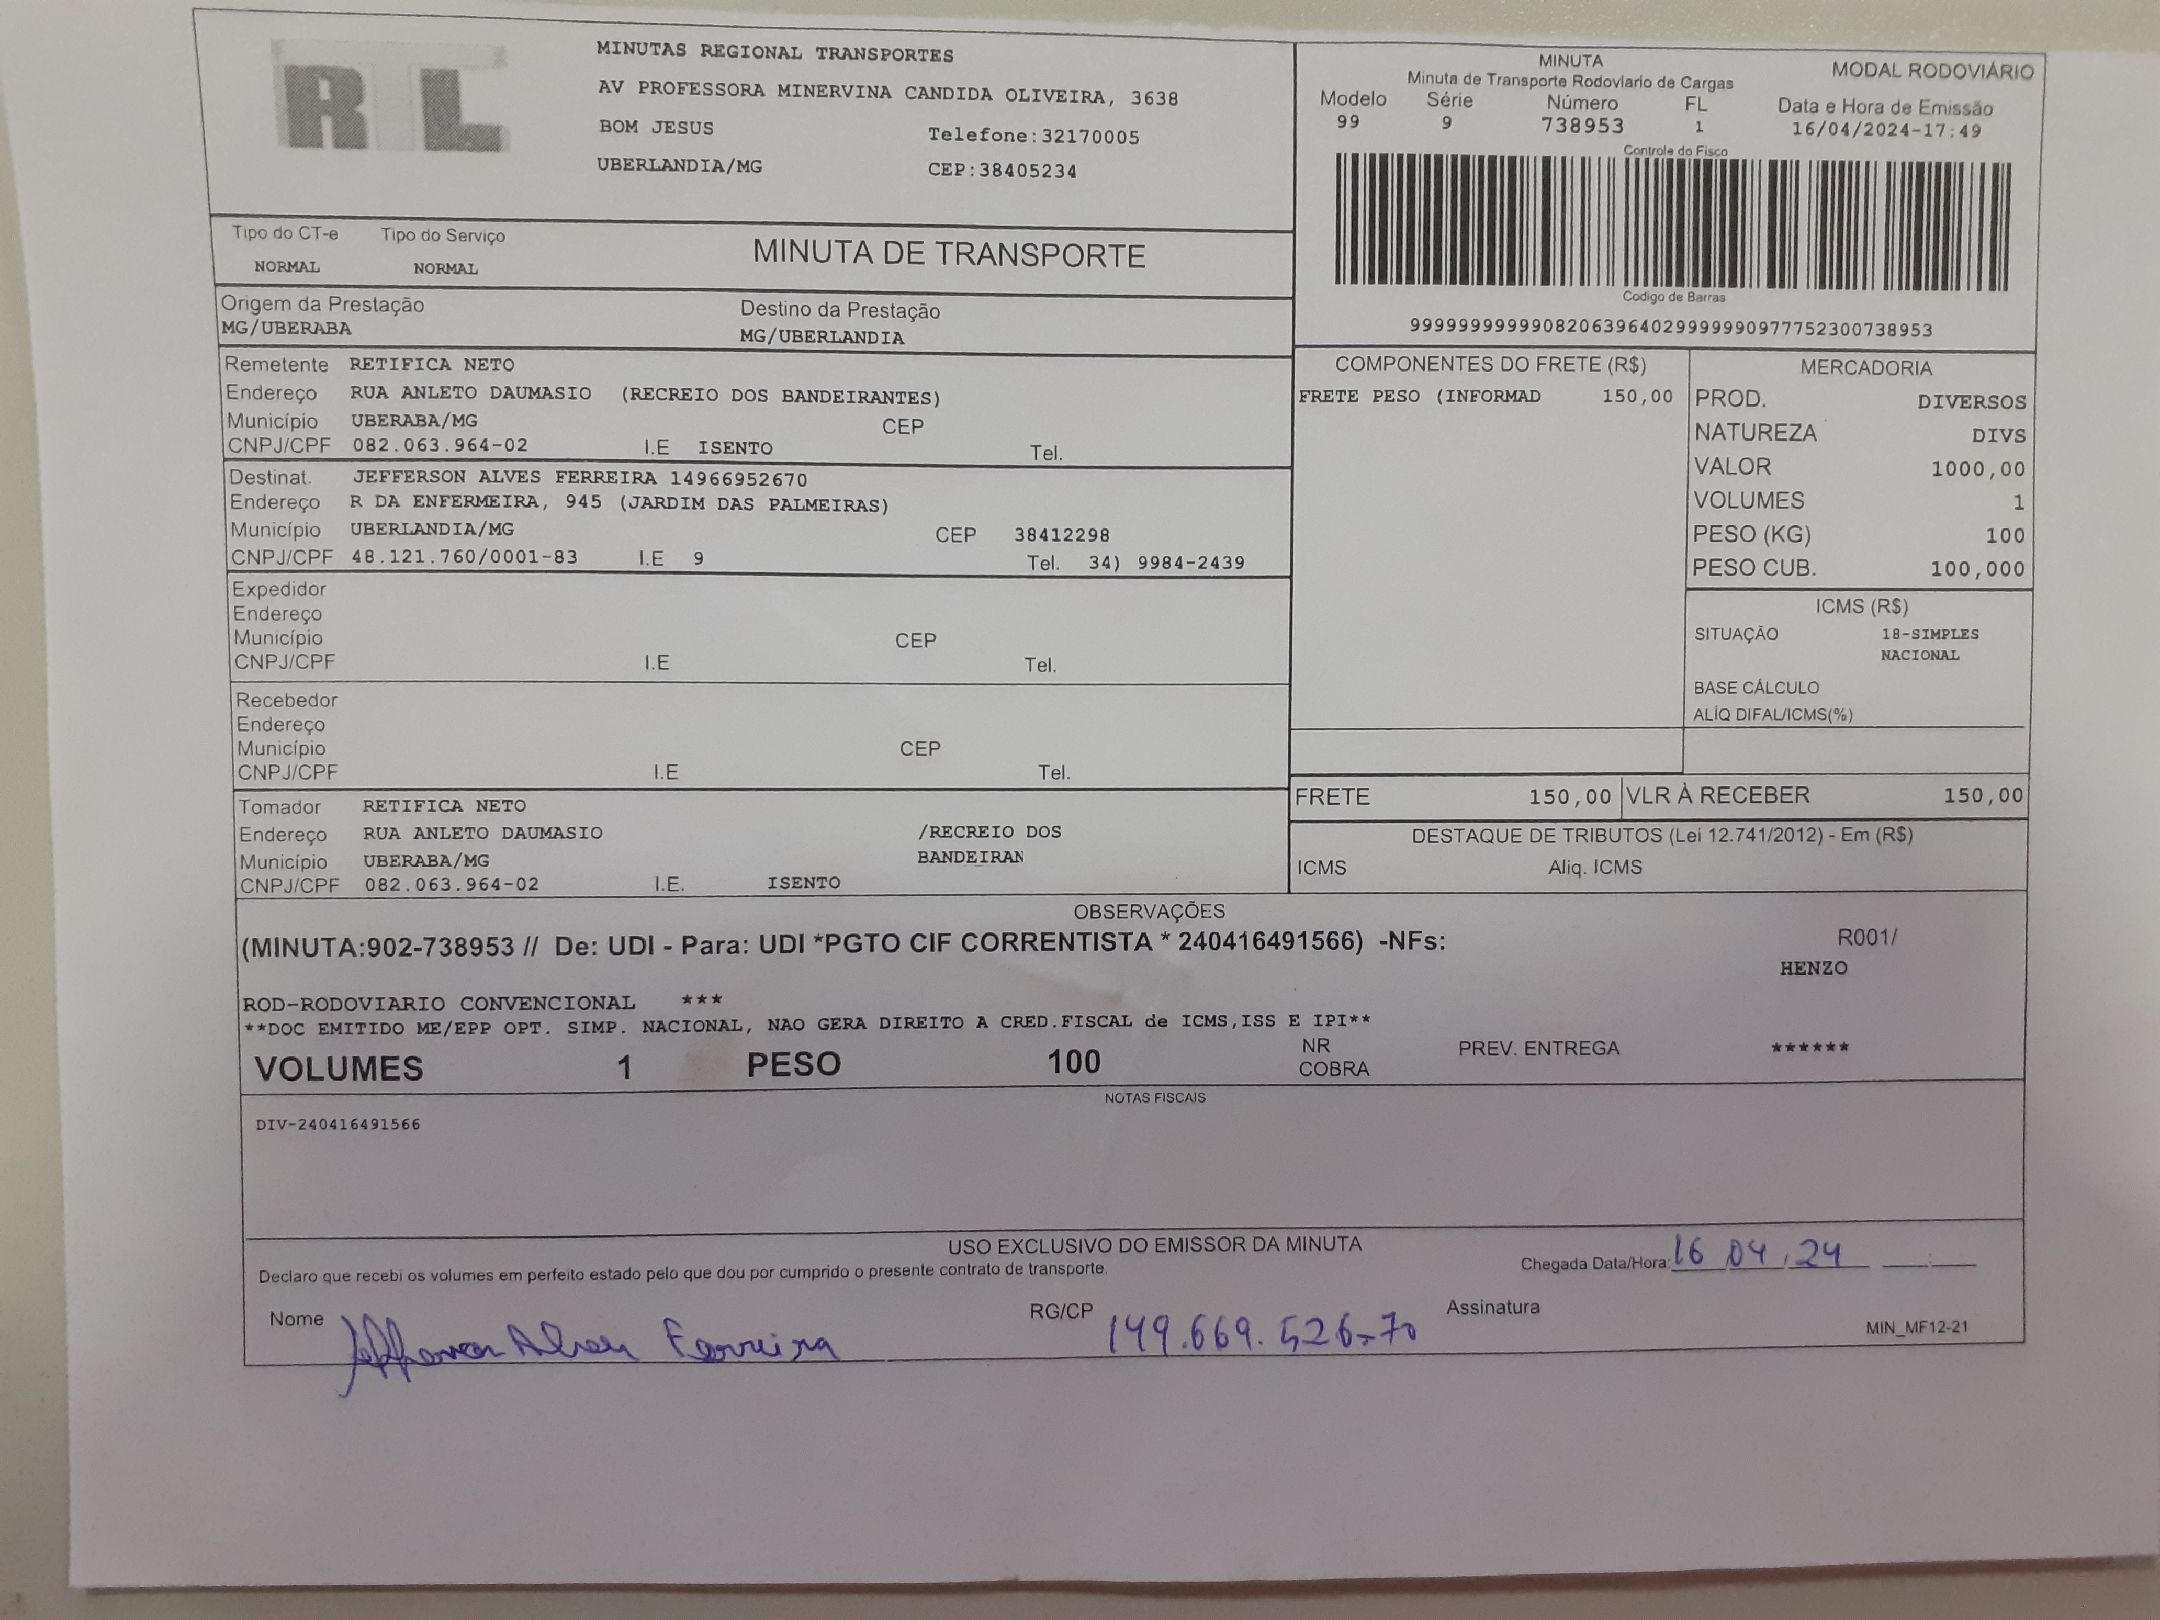 RTL
MINUTAS REGIONAL TRANSPORTES
AV PROFESSORA MINERVINA CANDIDA OLIVEIRA, 3638
BOM JESUS Telefone:32170005
UBERLANDIA/MG CEP:38405234
MINUTA MODAL RODOVIÁRIO
Minuta de Transporte Rodoviario de Cargas
Modelo Série Número FL Data e Hora de Emissão
99 9 738953 1 16/04/2024-17:49
Controle do Fisco
Codigo de Barras
99999999999082063964029999990977752300738953
Tipo do CT-e Tipo do Serviço MINUTA DE TRANSPORTE
NORMAL NORMAL
Origem da Prestação Destino da Prestação
MG/UBERABA MG/UBERLANDIA
Remetente RETIFICA NETO
Endereço RUA ANLETO DAUMASIO (RECREIO DOS BANDEIRANTES)
Município UBERABA/MG CEP
CNPJ/CPF 082.063.964-02 I.E ISENTO Tel.
Destinat. JEFFERSON ALVES FERREIRA 14966952670
Endereço R DA ENFERMEIRA, 945 (JARDIM DAS PALMEIRAS)
Município UBERLANDIA/MG CEP 38412298
CNPJ/CPF 48.121.760/0001-83 I.E 9 Tel. 34) 9984-2439
Expedidor
Endereço
Município CEP
CNPJ/CPF I.E Tel.
Recebedor
Endereço
Município CEP
CNPJ/CPF I.E Tel.
Tomador RETIFICA NETO
Endereço RUA ANLETO DAUMASIO /RECREIO DOS
Município UBERABA/MG BANDEIRAN
CNPJ/CPF 082.063.964-02 I.E. ISENTO
COMPONENTES DO FRETE (R$)
FRETE PESO (INFORMAD 150,00
MERCADORIA
PROD. DIVERSOS
NATUREZA DIVS
VALOR 1000,00
VOLUMES 1
PESO (KG) 100
PESO CUB. 100,000
ICMS (R$)
SITUAÇÃO 18-SIMPLES
NACIONAL
BASE CÁLCULO
ALÍQ DIFAL/ICMS(%)
FRETE 150,00 VLR À RECEBER 150,00
DESTAQUE DE TRIBUTOS (Lei 12.741/2012) - Em (R$)
ICMS Aliq. ICMS
OBSERVAÇÕES
(MINUTA:902-738953 // De: UDI - Para: UDI *PGTO CIF CORRENTISTA * 240416491566) -NFs: R001/
HENZO
ROD-RODOVIARIO CONVENCIONAL ***
**DOC EMITIDO ME/EPP OPT. SIMP. NACIONAL, NAO GERA DIREITO A CRED.FISCAL de ICMS,ISS E IPI**
VOLUMES 1 PESO 100 NR COBRA PREV. ENTREGA ******
NOTAS FISCAIS
DIV-240416491566
USO EXCLUSIVO DO EMISSOR DA MINUTA
Declaro que recebi os volumes em perfeito estado pelo que dou por cumprido o presente contrato de transporte. Chegada Data/Hora: 16 04 24
Nome Jefferson Alves Ferreira RG/CP 149.669.526-70 Assinatura
MIN_MF12-21